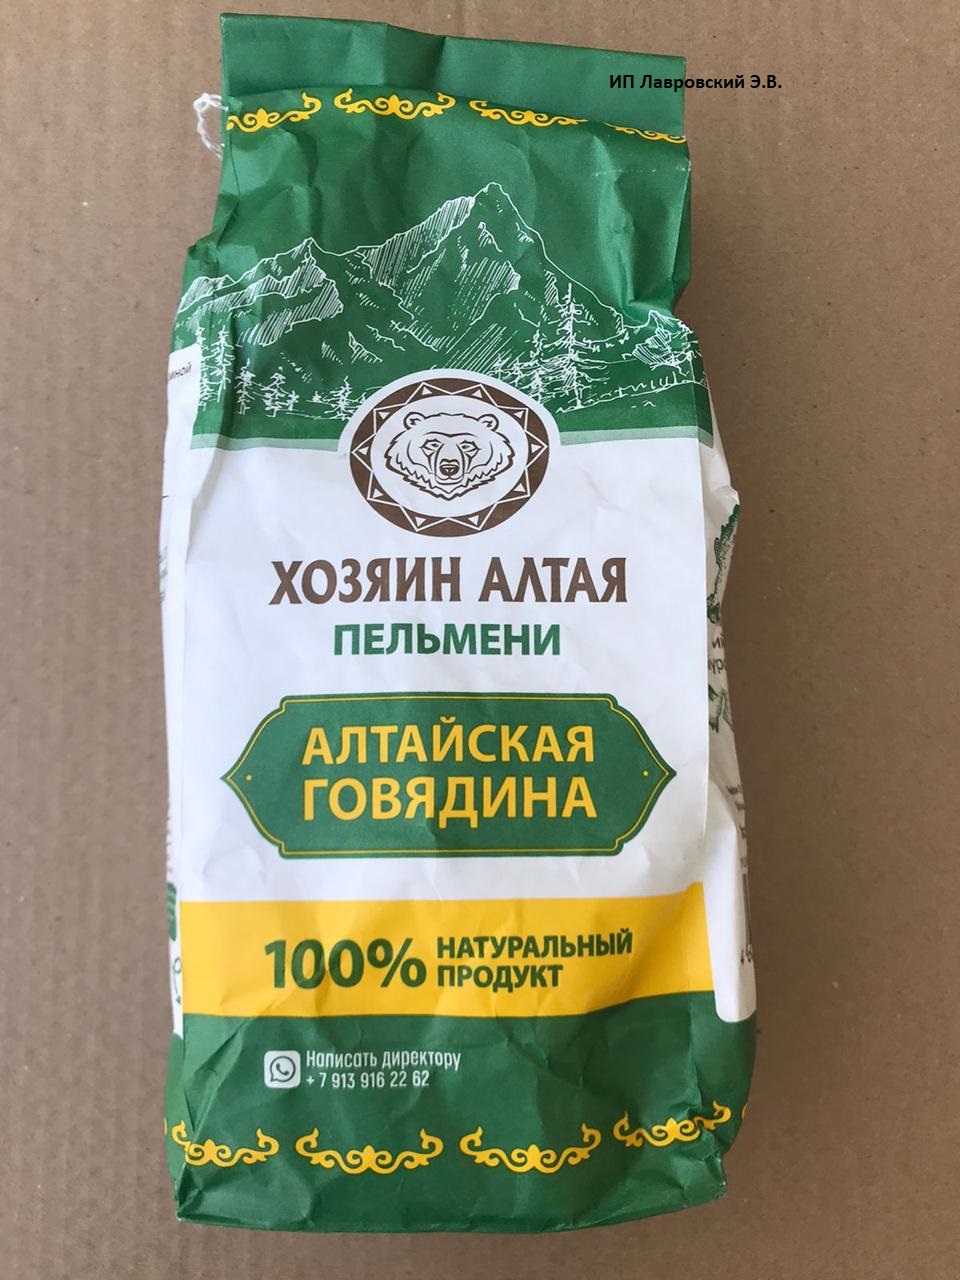 ИП Лавровский Э.В.
ХОЗЯИН АЛТАЯ
ПЕЛЬМЕНИ
АЛТАЙСКАЯ
ГОВЯДИНА
100% НАТУРАЛЬНЫЙ
ПРОДУКТ
Написать директору
+ 7 913 916 22 62